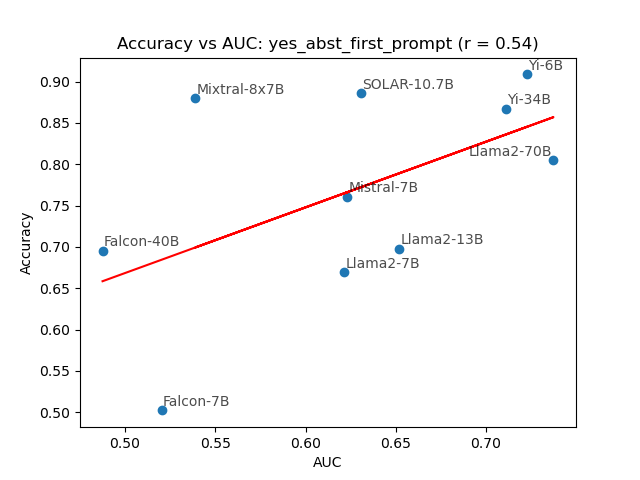 Accuracy vs AUC: yes_abst_first_prompt (r = 0.54)
Yi-6B
Mixtral-8x7B
SOLAR-10.7B
Yi-34B
Llama2-70B
Mistral-7B
Falcon-40B
Llama2-13B
Llama2-7B
Falcon-7B
Accuracy
0.90
0.85
0.80
0.75
0.70
0.65
0.60
0.55
0.50
0.50 0.55 0.60 0.65 0.70
AUC